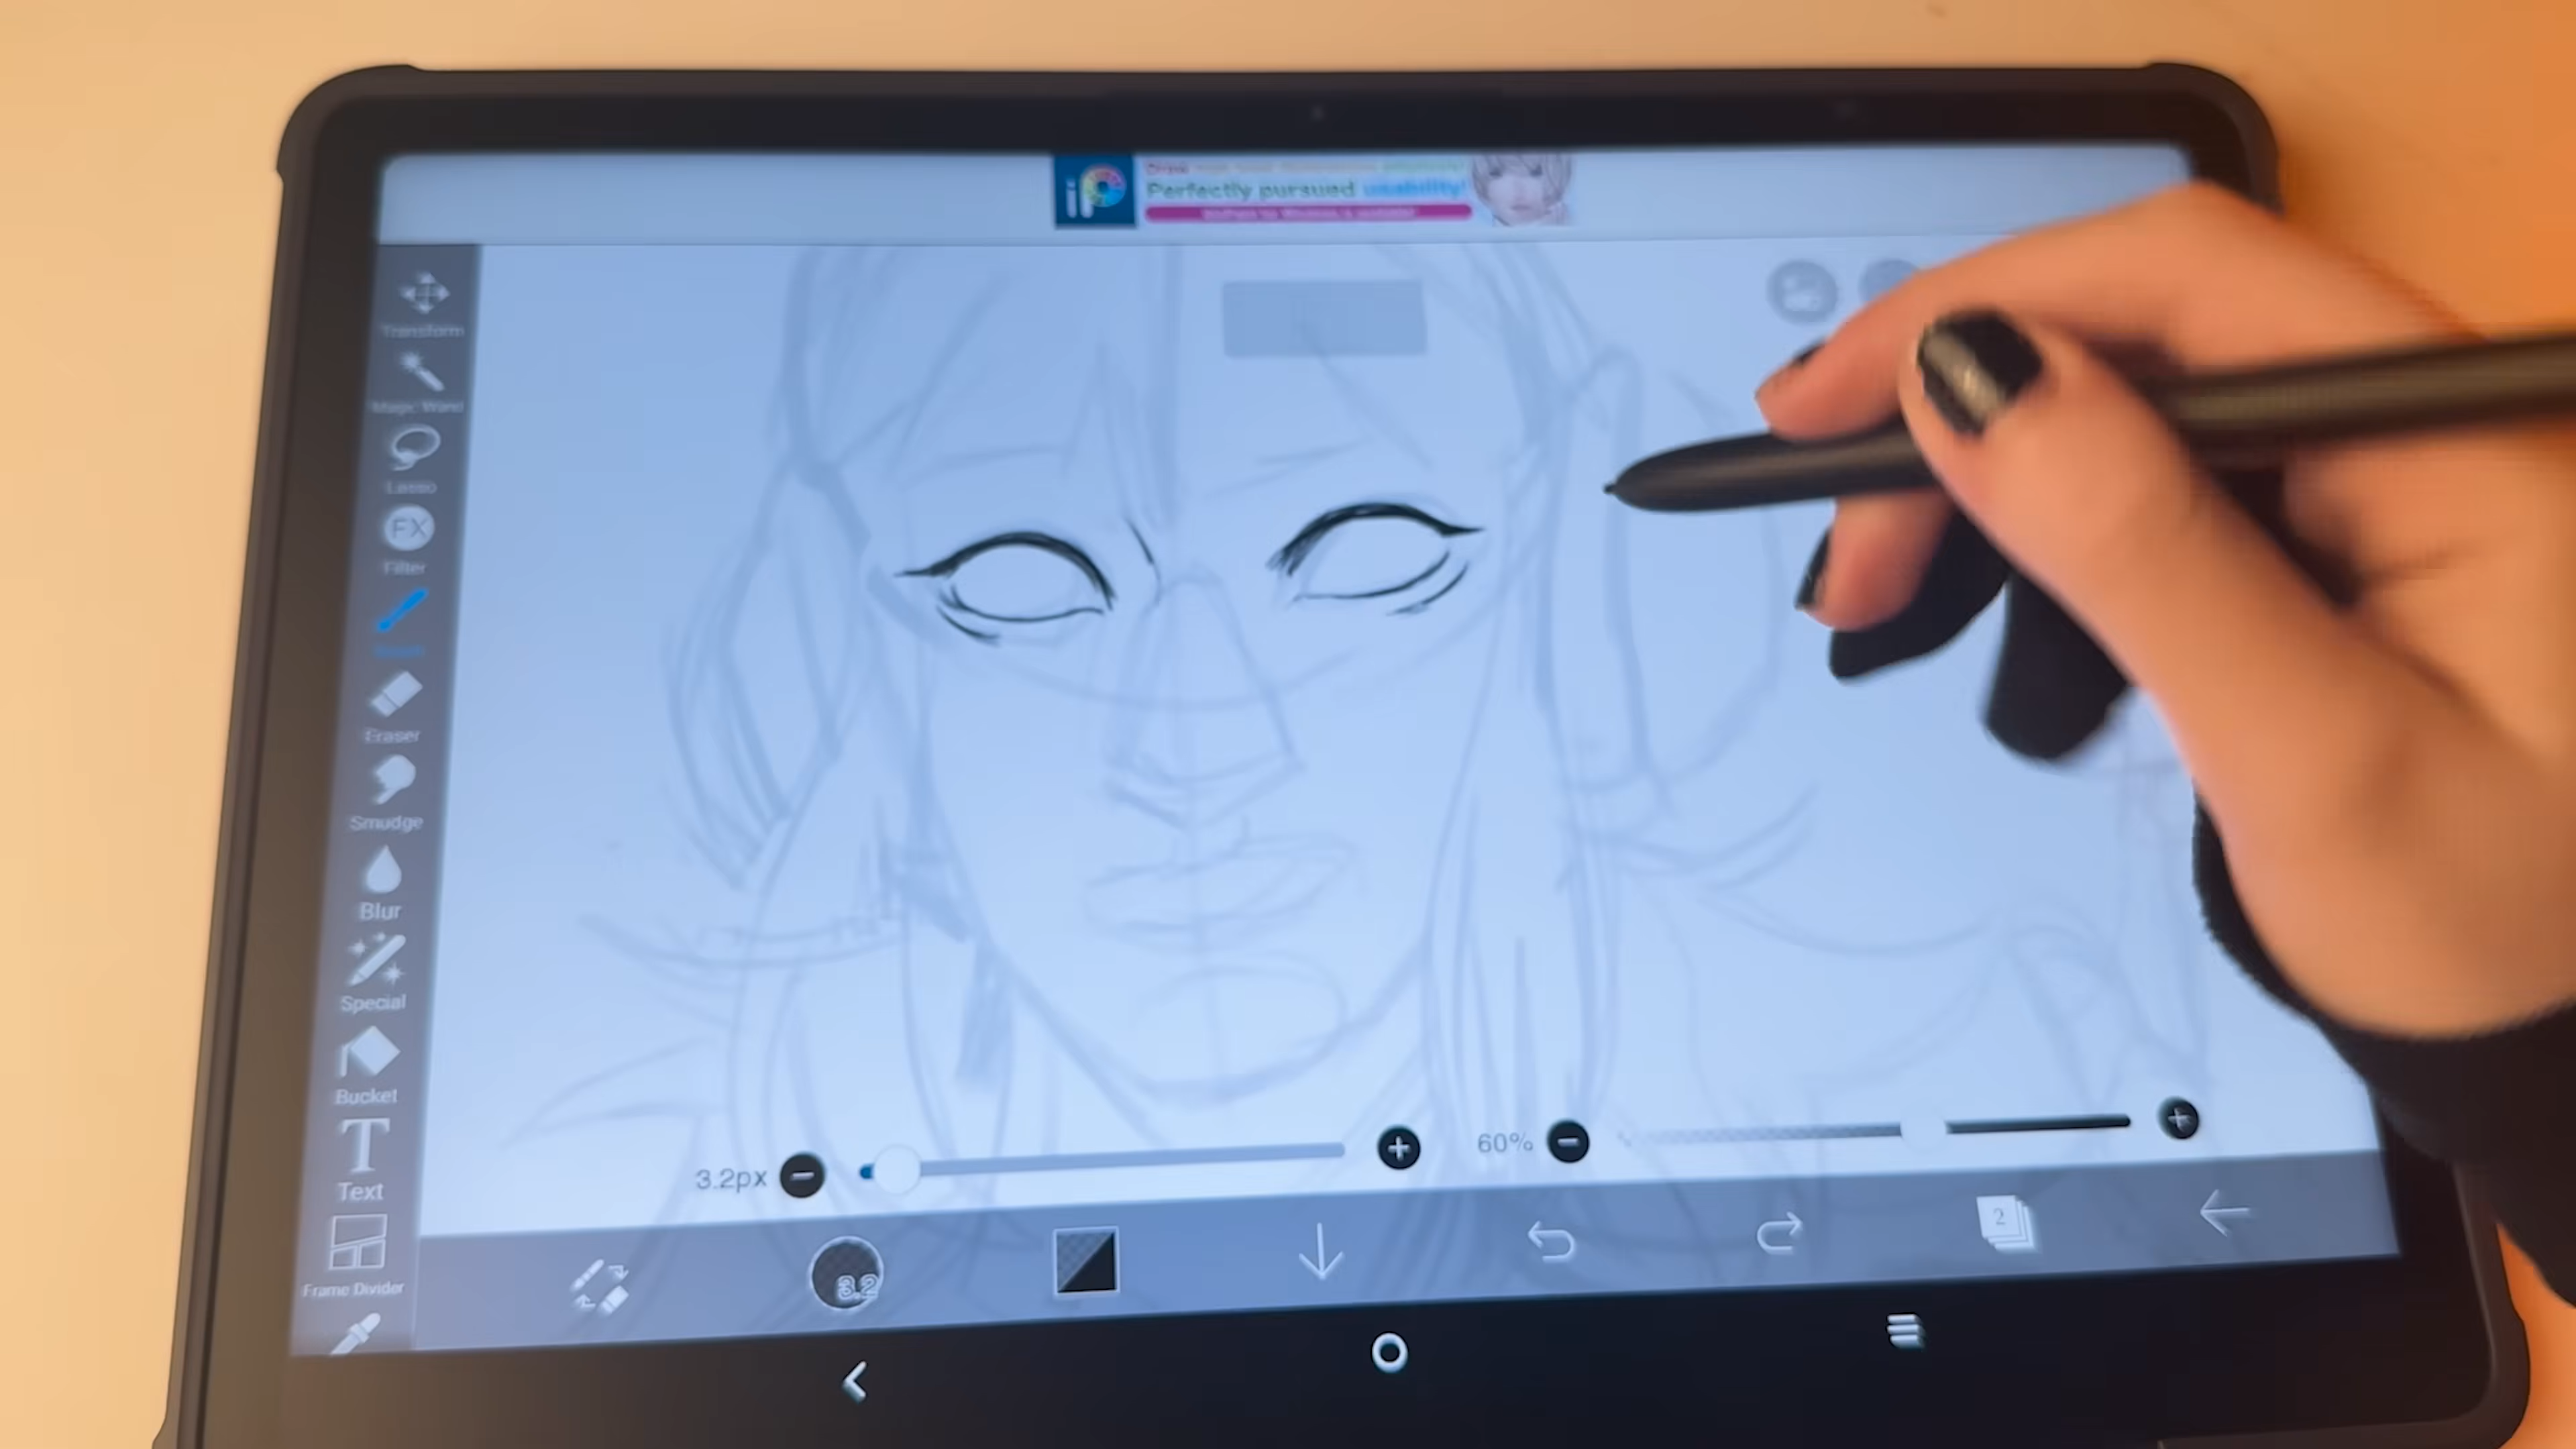 iP
Perfectly pursued usability!
Transform
Magic Wand
Lasso
FX
Filter
Eraser
Smudge
Blur
Special
Bucket
T
Text
Frame Divider
3.2px
60%
3.2
2